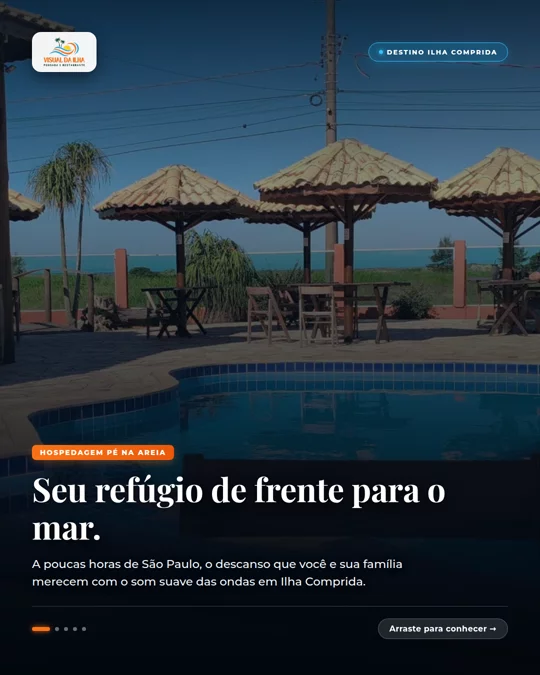 VISUAL DA ILHA
POUSADA E RESTAURANTE
DESTINO ILHA COMPRIDA
HOSPEDAGEM PÉ NA AREIA
Seu refúgio de frente para o
mar.
A poucas horas de São Paulo, o descanso que você e sua família
merecem com o som suave das ondas em Ilha Comprida.
Arraste para conhecer →